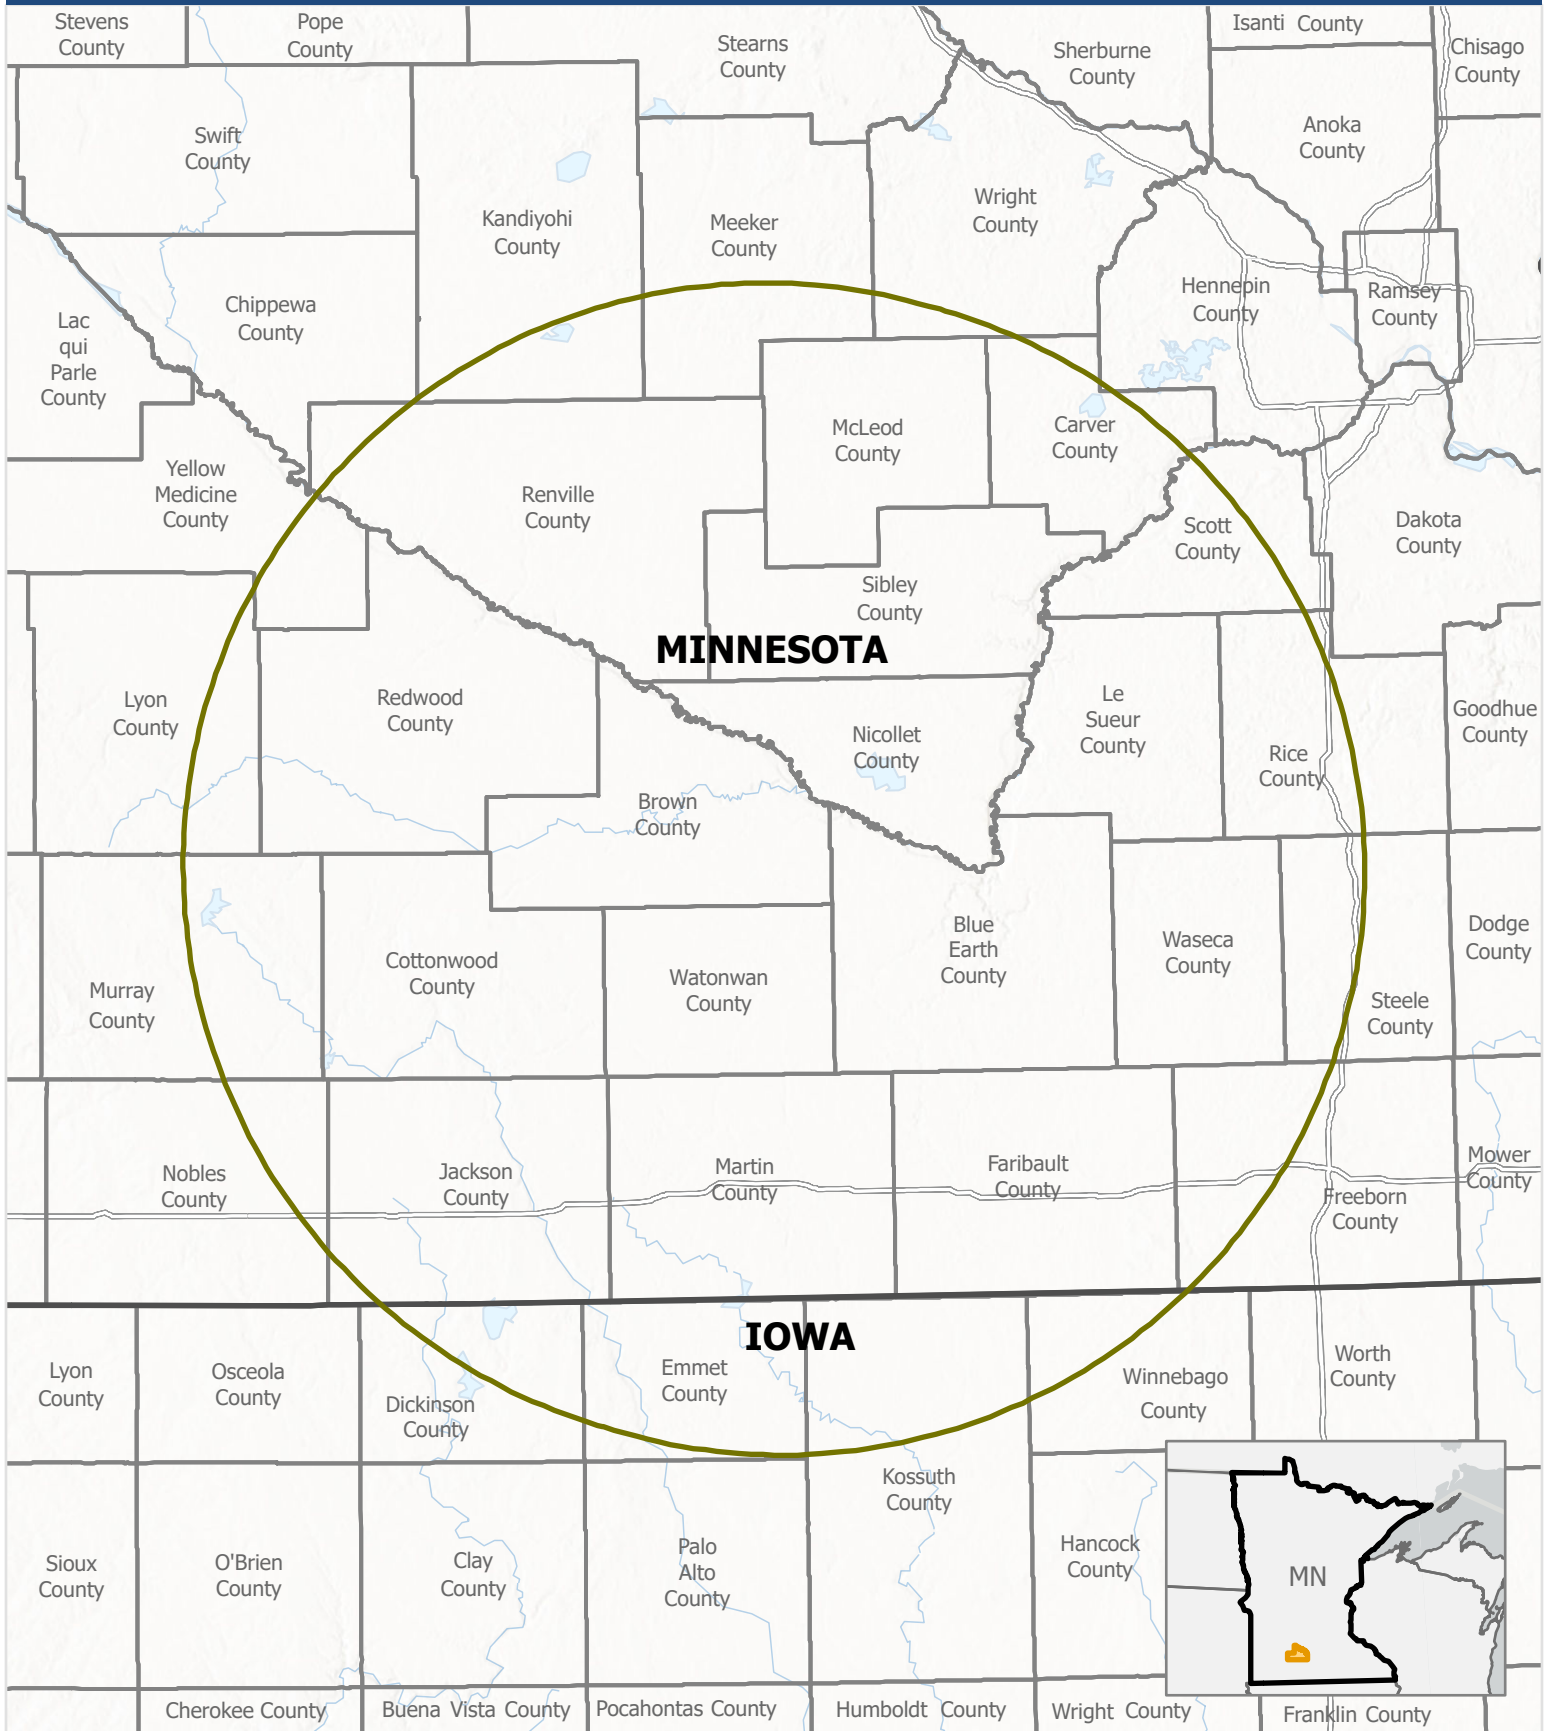 Stevens
County
Pope
County
Stearns
County
Sherburne
County
Isanti County
Chisago
County
Swift
County
Kandiyohi
County
Meeker
County
Wright
County
Anoka
County
Lac
qui
Parle
County
Chippewa
County
Hennepin
County
Ramsey
County
Yellow
Medicine
County
Renville
County
McLeod
County
Carver
County
Scott
County
Dakota
County
Sibley
County
MINNESOTA
Lyon
County
Redwood
County
Nicollet
County
Le
Sueur
County
Rice
County
Goodhue
County
Brown
County
Murray
County
Cottonwood
County
Watonwan
County
Blue
Earth
County
Waseca
County
Steele
County
Dodge
County
Nobles
County
Jackson
County
Martin
County
Faribault
County
Freeborn
County
Mower
County
IOWA
Lyon
County
Osceola
County
Dickinson
County
Emmet
County
Winnebago
County
Worth
County
Kossuth
County
Sioux
County
O'Brien
County
Clay
County
Palo
Alto
County
Hancock
County
MN
Cherokee County
Buena Vista County
Pocahontas County
Humboldt County
Wright County
Franklin County